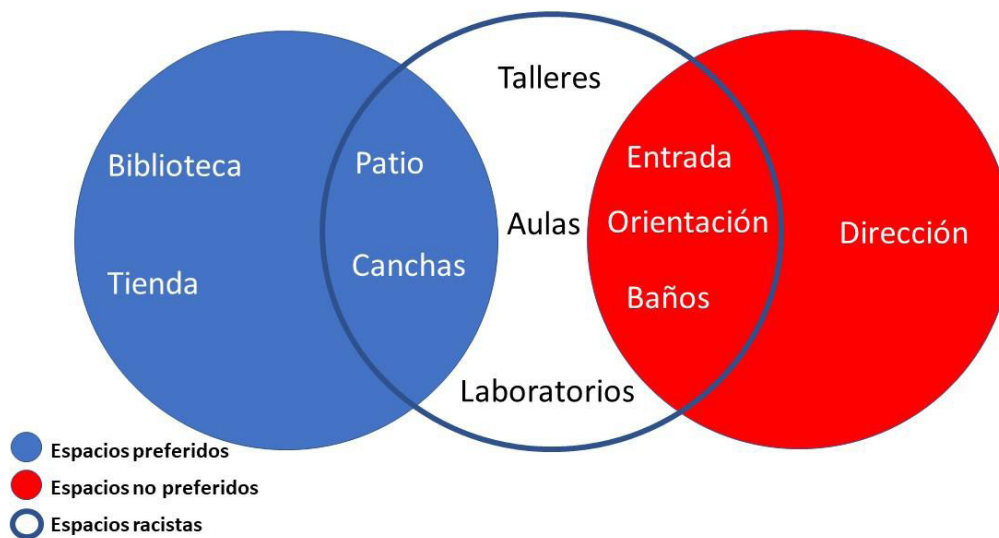 Talleres
Biblioteca
Patio
Entrada
Aulas
Orientación
Dirección
Tienda
Canchas
Baños
Laboratorios
Espacios preferidos
Espacios no preferidos
Espacios racistas